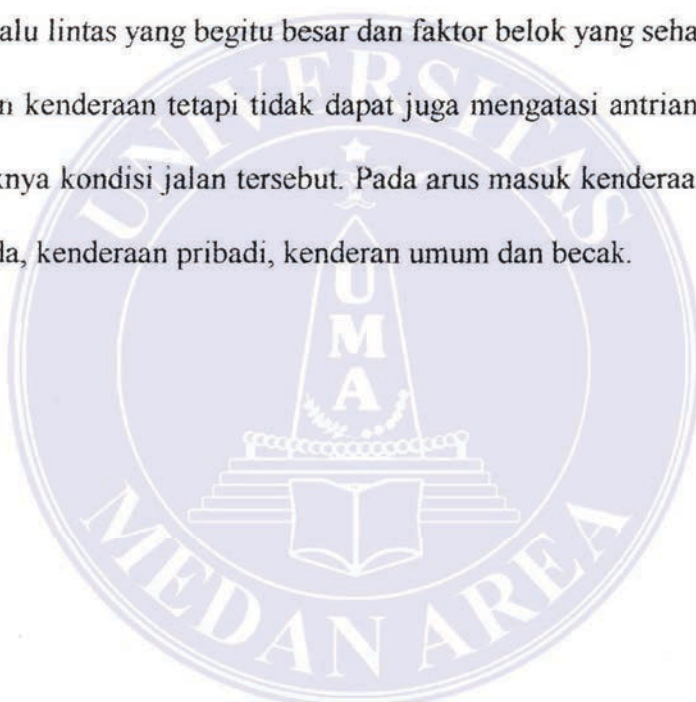 alu lintas yang begitu besar dan faktor belok yang seha
n kenderaan tetapi tidak dapat juga mengatasi antrian
knya kondisi jalan tersebut. Pada arus masuk kenderaa
la, kenderaan pribadi, kenderan umum dan becak.
UNIVERSITAS
UMA
MEDAN AREA